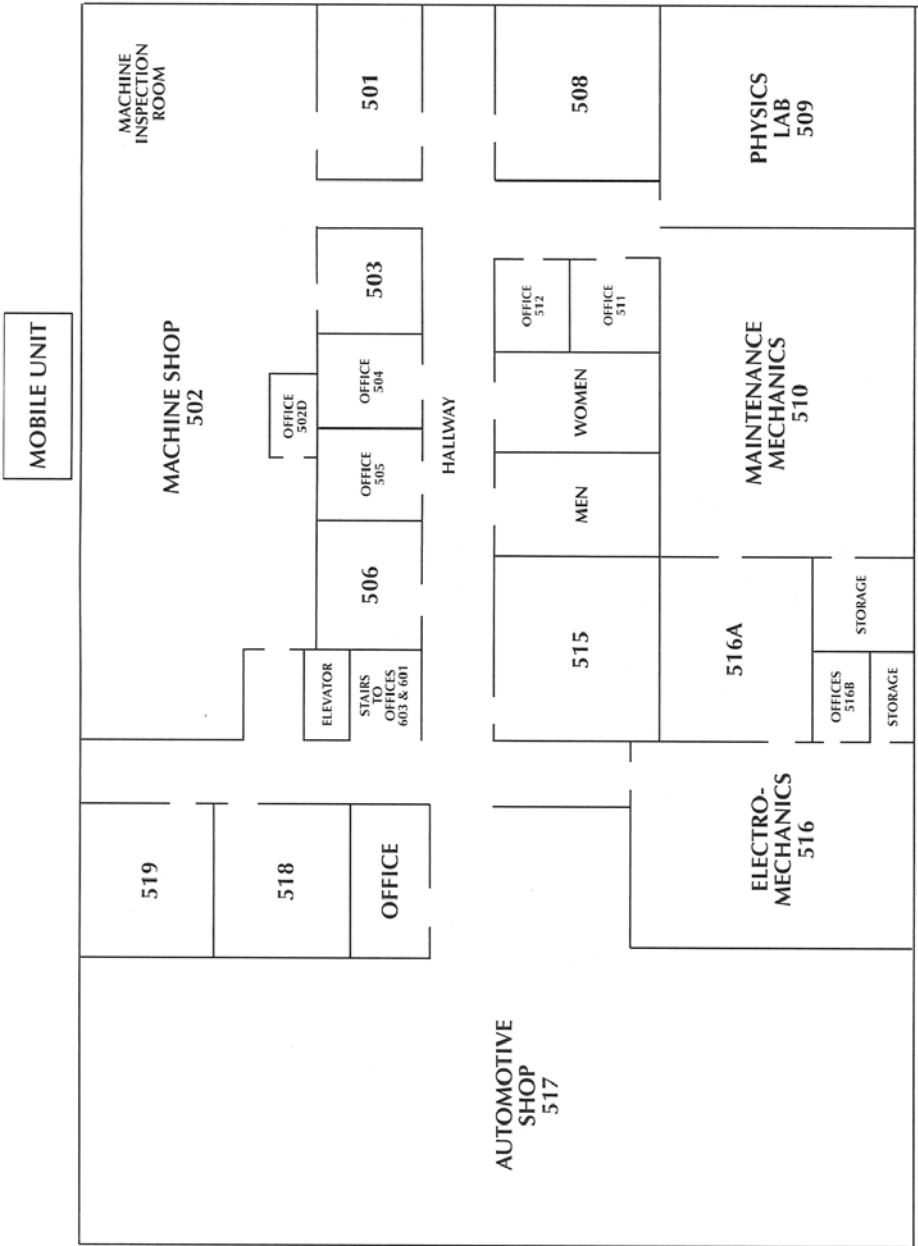 MOBILE UNIT
MACHINE SHOP
502
MACHINE
INSPECTION
ROOM
519
518
OFFICE
ELEVATOR
STAIRS
TO
OFFICES
603 & 601
506
OFFICE
505
OFFICE
504
OFFICE
502D
503
501
HALLWAY
AUTOMOTIVE
SHOP
517
515
MEN
WOMEN
OFFICE
512
OFFICE
511
508
ELECTRO-
MECHANICS
516
516A
OFFICES
516B
STORAGE
STORAGE
MAINTENANCE
MECHANICS
510
PHYSICS
LAB
509